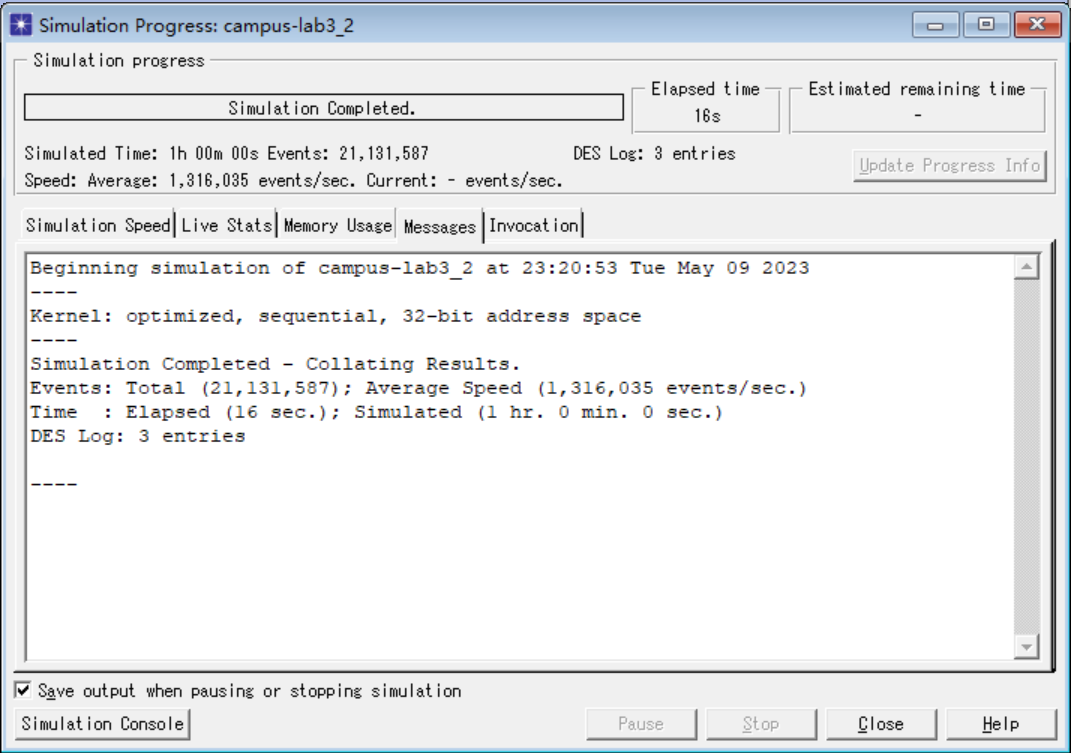 Simulation Progress: campus-lab3_2
Simulation progress
Simulation Completed.
Elapsed time
16s
Estimated remaining time
-
Simulated Time: 1h 00m 00s Events: 21,131,587
DES Log: 3 entries
Speed: Average: 1,316,035 events/sec. Current: - events/sec.
Update Progress Info
Simulation Speed Live Stats Memory Usage Messages Invocation
Beginning simulation of campus-lab3_2 at 23:20:53 Tue May 09 2023
----
Kernel: optimized, sequential, 32-bit address space
----
Simulation Completed - Collating Results.
Events: Total (21,131,587); Average Speed (1,316,035 events/sec.)
Time  : Elapsed (16 sec.); Simulated (1 hr. 0 min. 0 sec.)
DES Log: 3 entries
----
Save output when pausing or stopping simulation
Simulation Console Pause Stop Close Help